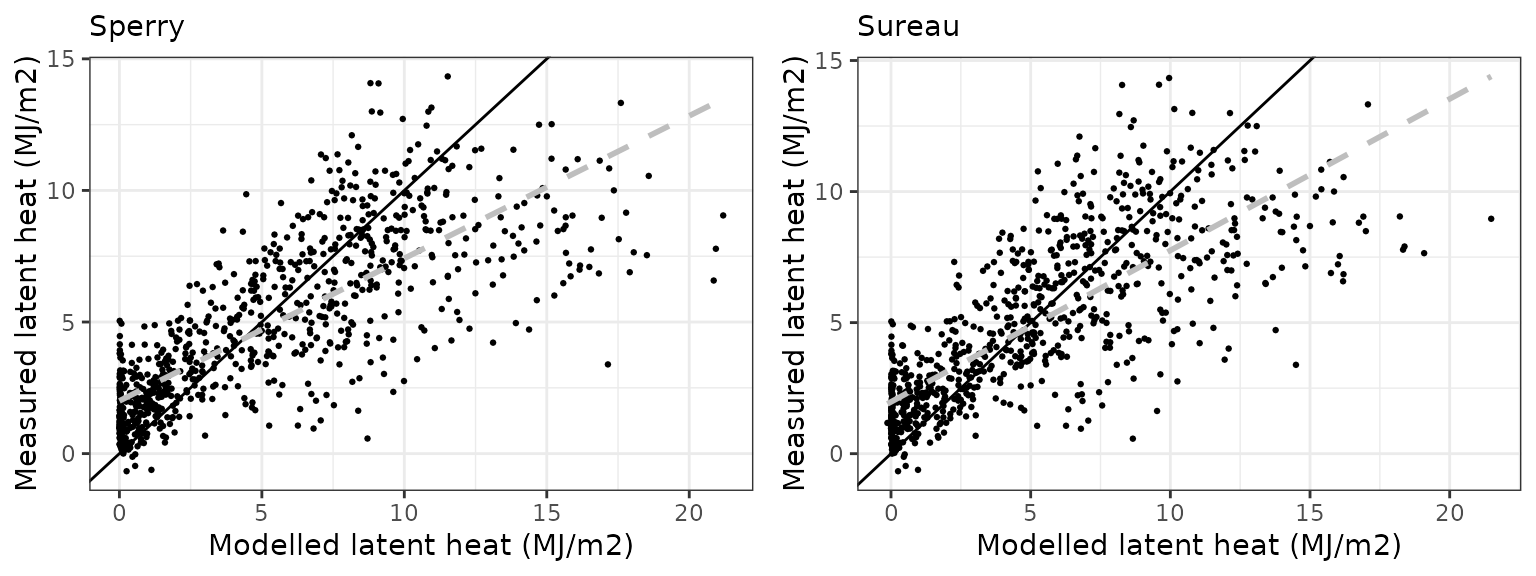 Sperry
Measured latent heat (MJ/m2)
15
10
5
0
0 5 10 15 20
Modelled latent heat (MJ/m2)
Sureau
Measured latent heat (MJ/m2)
15
10
5
0
0 5 10 15 20
Modelled latent heat (MJ/m2)